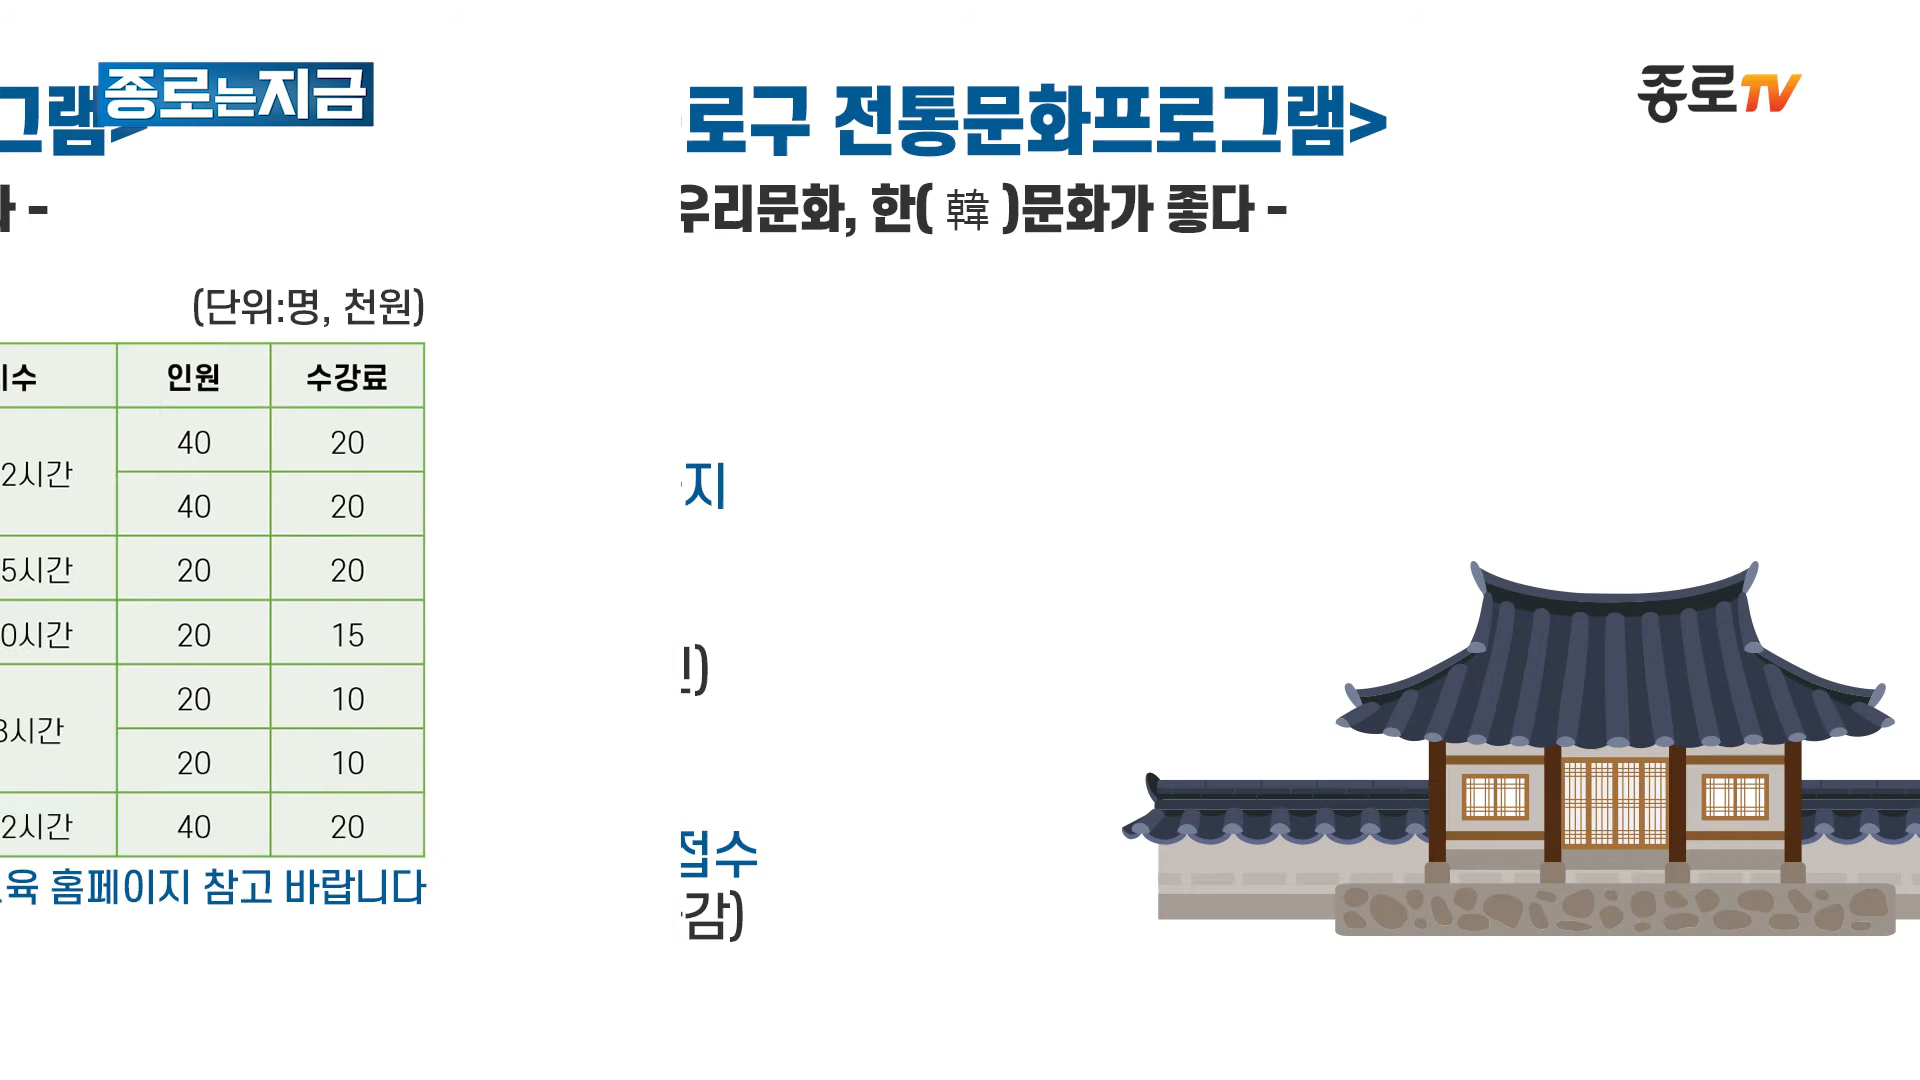 그램>
종로는지금
(단위:명, 천원)
인원 수강료
2시간 40 20
40 20
5시간 20 20
0시간 20 15
3시간 20 10
20 10
2시간 40 20
육 홈페이지 참고 바랍니다
로구 전통문화프로그램>
우리문화, 한( 韓 )문화가 좋다 -
지
접수
감)
종로TV